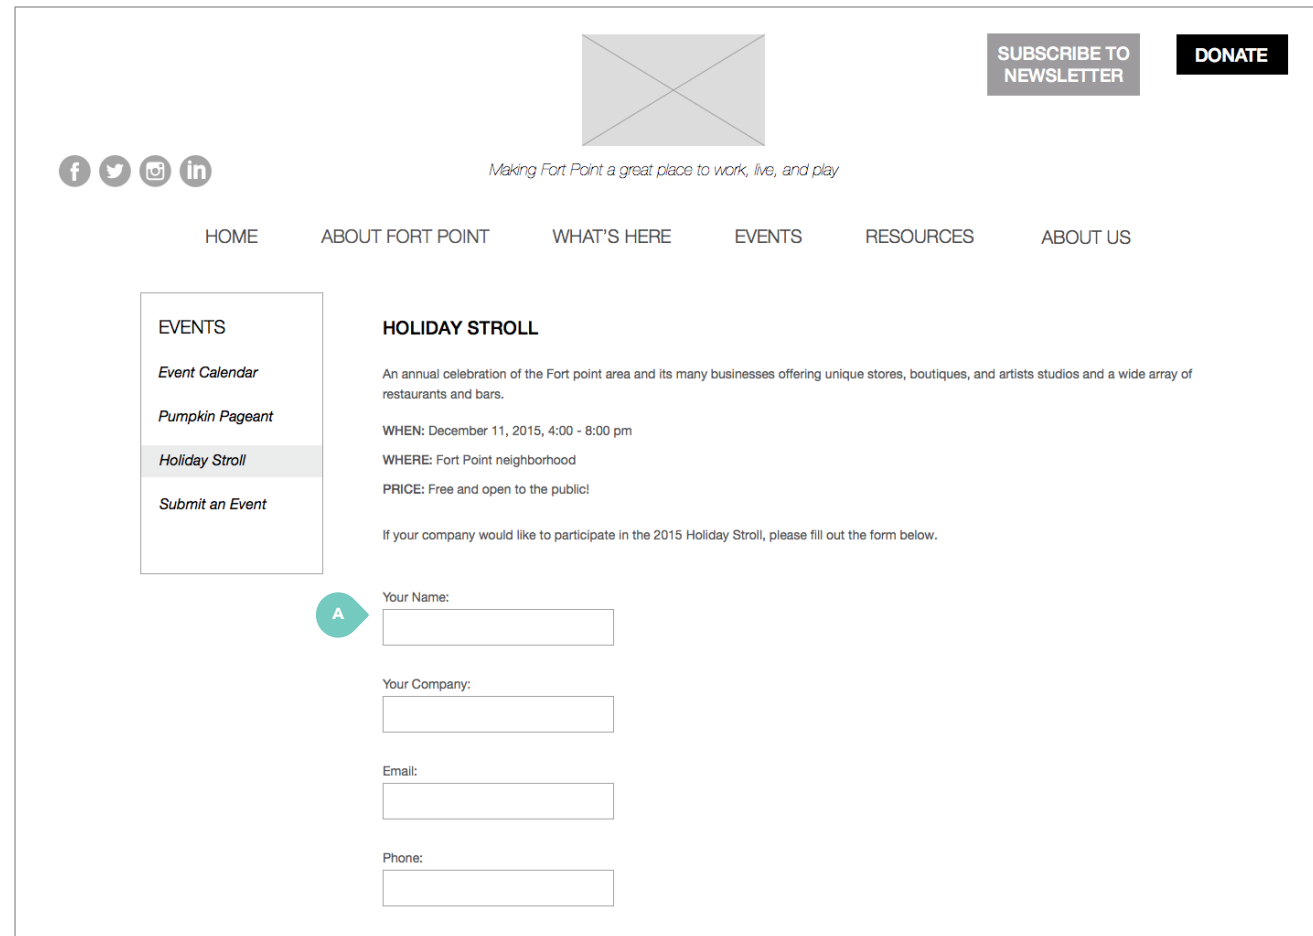 SUBSCRIBE TO
NEWSLETTER
DONATE
Making Fort Point a great place to work, live, and play
HOME
ABOUT FORT POINT
WHAT'S HERE
EVENTS
RESOURCES
ABOUT US
EVENTS
Event Calendar
Pumpkin Pageant
Holiday Stroll
Submit an Event
HOLIDAY STROLL
An annual celebration of the Fort point area and its many businesses offering unique stores, boutiques, and artists studios and a wide array of
restaurants and bars.
WHEN: December 11, 2015, 4:00 - 8:00 pm
WHERE: Fort Point neighborhood
PRICE: Free and open to the public!
If your company would like to participate in the 2015 Holiday Stroll, please fill out the form below.
A
Your Name:
Your Company:
Email:
Phone: